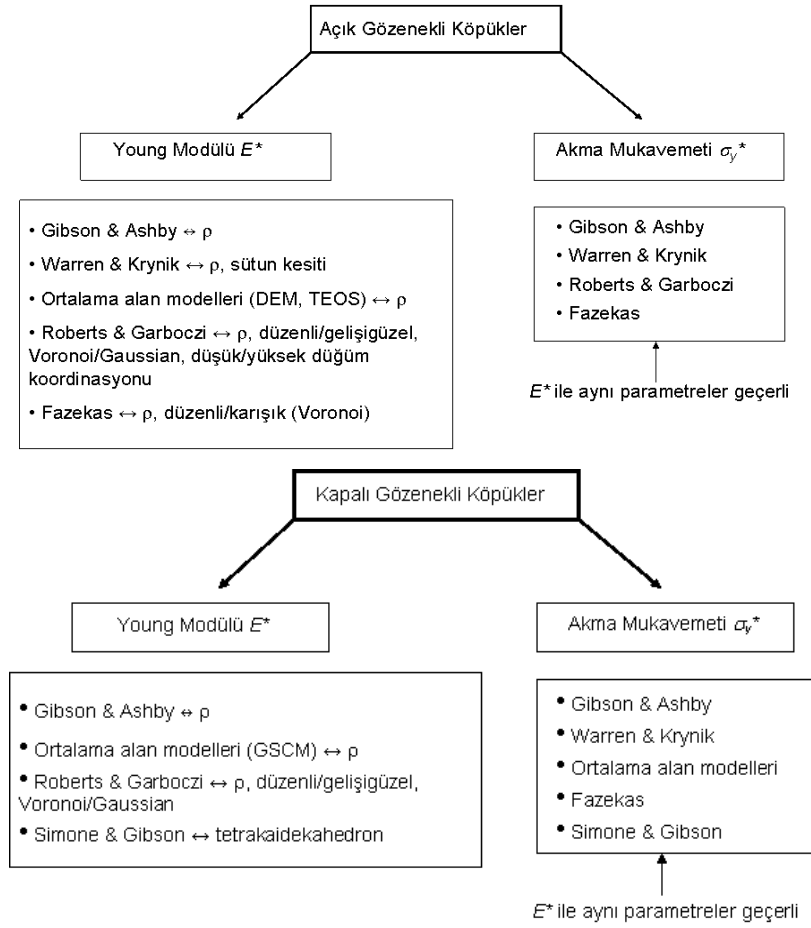 Açık Gözenekli Köpükler
Young Modülü E*
Akma Mukavemeti σy*
• Gibson & Ashby ↔ ρ
• Warren & Krynik ↔ ρ, sütun kesiti
• Ortalama alan modelleri (DEM, TEOS) ↔ ρ
• Roberts & Garboczi ↔ ρ, düzenli/gelişigüzel,
Voronoi/Gaussian, düşük/yüksek düğüm
koordinasyonu
• Fazekas ↔ ρ, düzenli/karışık (Voronoi)
• Gibson & Ashby
• Warren & Krynik
• Roberts & Garboczi
• Fazekas
E* ile aynı parametreler geçerli
Kapalı Gözenekli Köpükler
Young Modülü E*
Akma Mukavemeti σy*
• Gibson & Ashby ↔ ρ
• Ortalama alan modelleri (GSCM) ↔ ρ
• Roberts & Garboczi ↔ ρ, düzenli/gelişigüzel,
Voronoi/Gaussian
• Simone & Gibson ↔ tetrakaidekahedron
• Gibson & Ashby
• Warren & Krynik
• Ortalama alan modelleri
• Fazekas
• Simone & Gibson
E* ile aynı parametreler geçerli